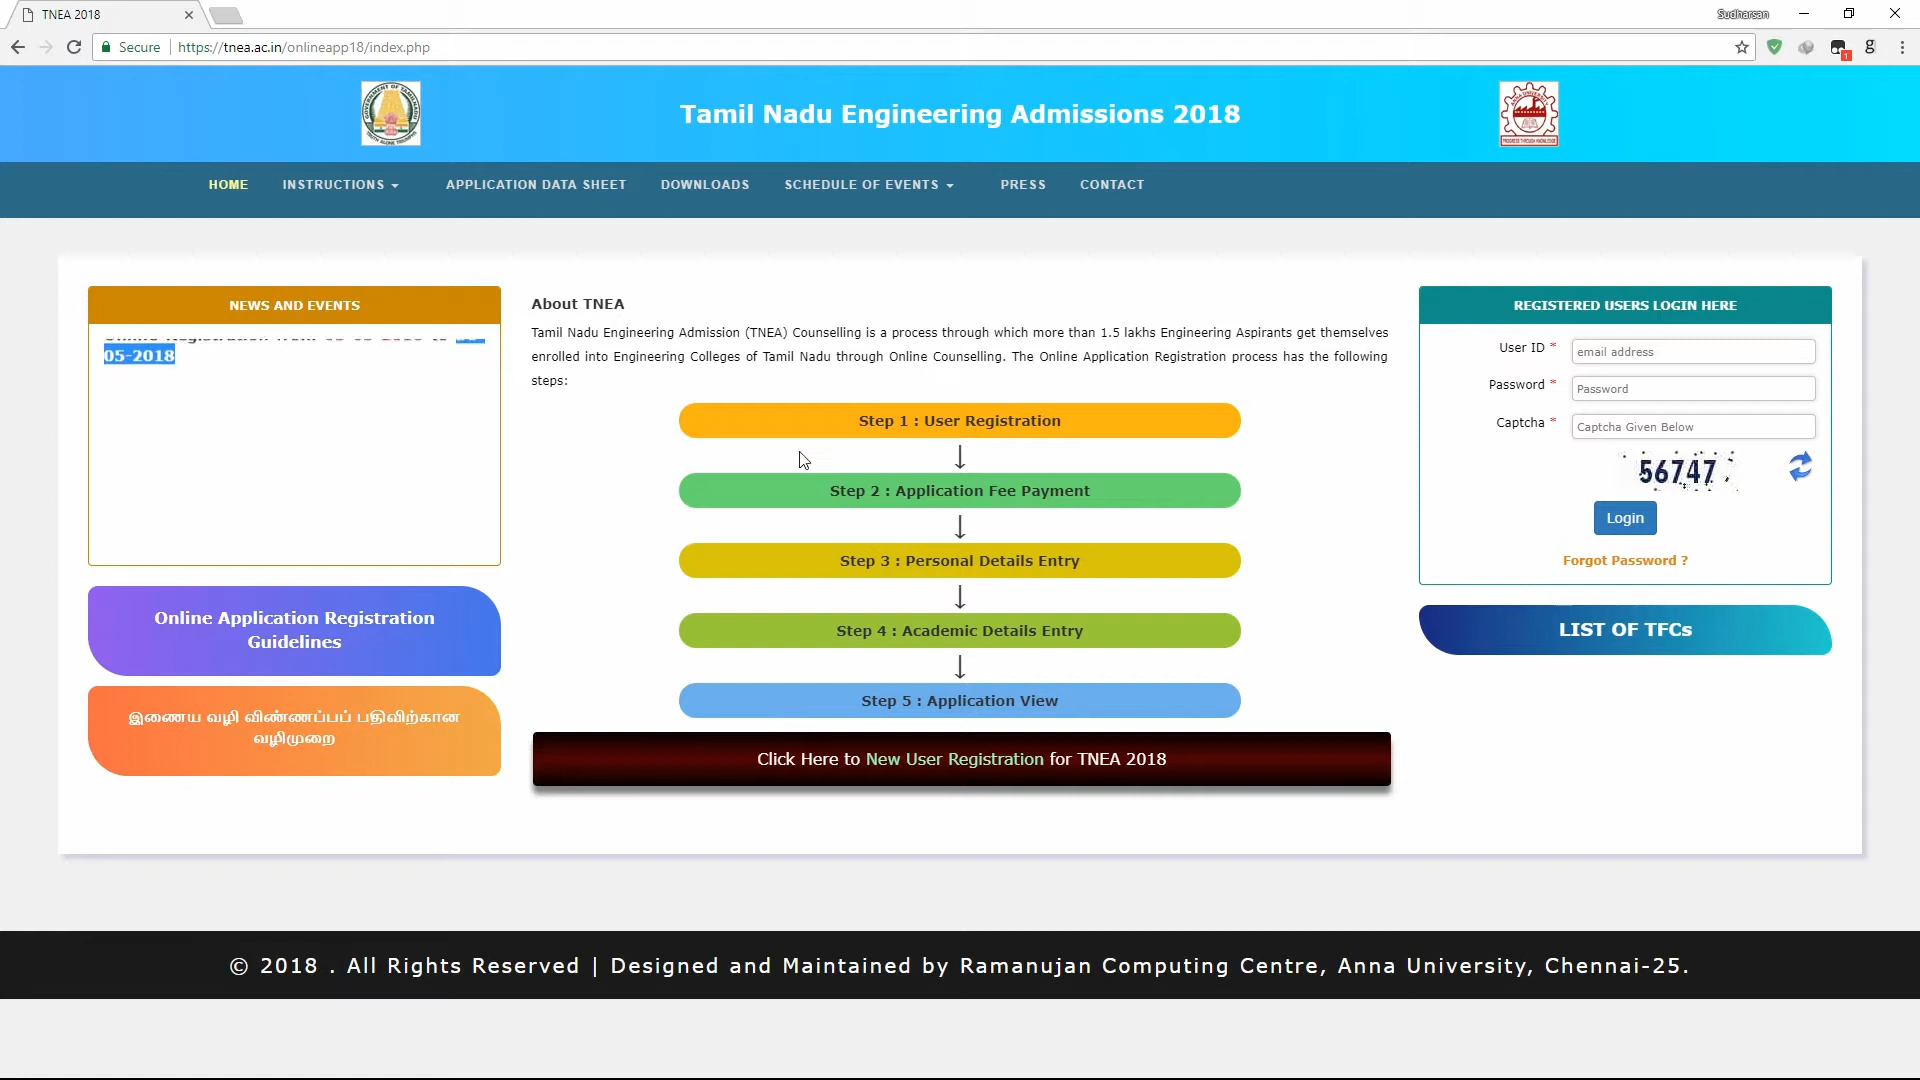 TNEA 2018
Sudharsan
Secure
https://tnea.ac.in/onlineapp18/index.php
Tamil Nadu Engineering Admissions 2018
HOME
INSTRUCTIONS
APPLICATION DATA SHEET
DOWNLOADS
SCHEDULE OF EVENTS
PRESS
CONTACT
NEWS AND EVENTS
05-2018
Online Application Registration
Guidelines
இணைய வழி விண்ணப்பப் பதிவிற்கான
வழிமுறை
About TNEA
Tamil Nadu Engineering Admission (TNEA) Counselling is a process through which more than 1.5 lakhs Engineering Aspirants get themselves
enrolled into Engineering Colleges of Tamil Nadu through Online Counselling. The Online Application Registration process has the following
steps:
Step 1 : User Registration
Step 2 : Application Fee Payment
Step 3 : Personal Details Entry
Step 4 : Academic Details Entry
Step 5 : Application View
Click Here to New User Registration for TNEA 2018
REGISTERED USERS LOGIN HERE
User ID * email address
Password * Password
Captcha * Captcha Given Below
56747
Login
Forgot Password ?
LIST OF TFCs
© 2018 . All Rights Reserved | Designed and Maintained by Ramanujan Computing Centre, Anna University, Chennai-25.